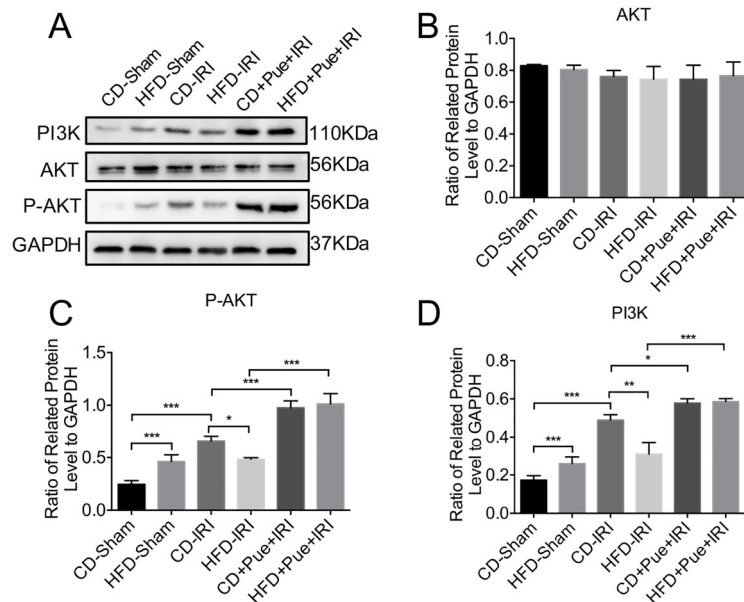 A
CD-Sham
HFD-Sham
CD-IRI
HFD-IRI
CD+Pue+IRI
HFD+Pue+IRI
PI3K 110KDa
AKT 56KDa
P-AKT 56KDa
GAPDH 37KDa
B
AKT
Ratio of Related Protein
Level to GAPDH
1.0
0.8
0.6
0.4
0.2
0.0
CD-Sham
HFD-Sham
CD-IRI
HFD-IRI
CD+Pue+IRI
HFD+Pue+IRI
C
P-AKT
Ratio of Related Protein
Level to GAPDH
1.5
1.0
0.5
0.0
***
***
***
***
*
CD-Sham
HFD-Sham
CD-IRI
HFD-IRI
CD+Pue+IRI
HFD+Pue+IRI
D
PI3K
Ratio of Related Protein
Level to GAPDH
0.8
0.6
0.4
0.2
***
*
***
**
***
CD-Sham
HFD-Sham
CD-IRI
HFD-IRI
CD+Pue+IRI
HFD+Pue+IRI